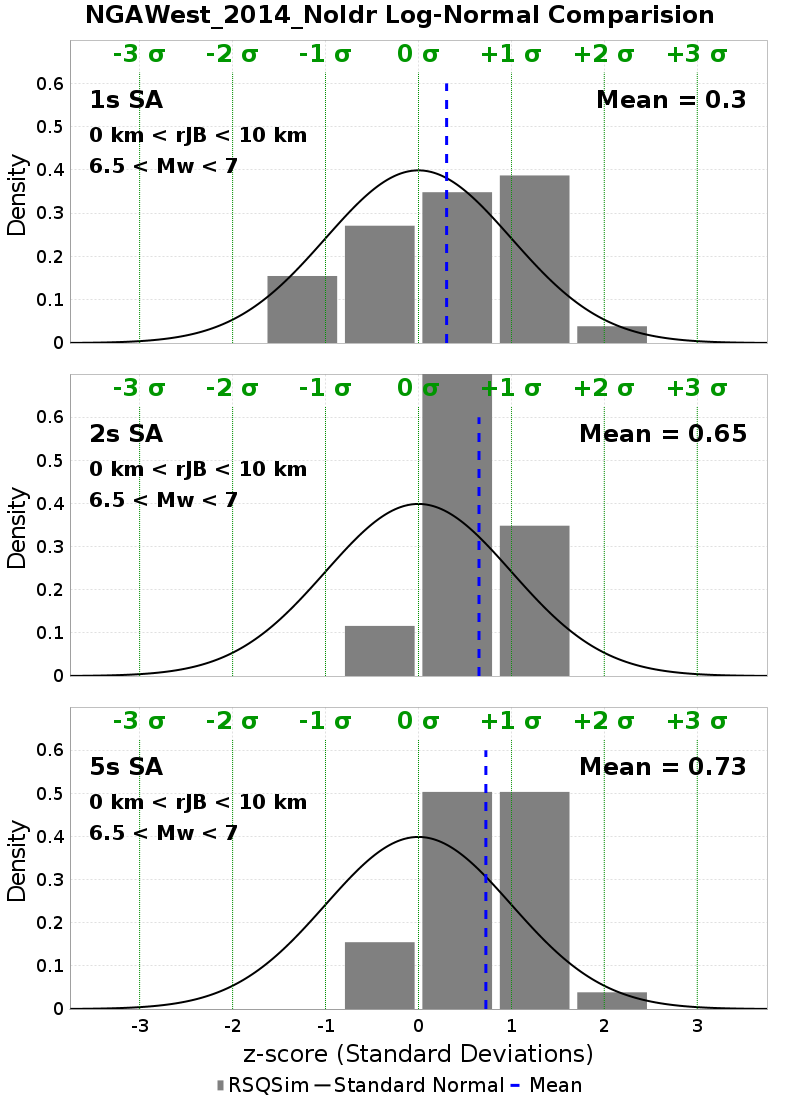 NGAWest_2014_NoIdr Log-Normal Comparision
-3 σ -2 σ -1 σ 0 σ +1 σ +2 σ +3 σ
1s SA
Mean = 0.3
0 km < rJB < 10 km
6.5 < Mw < 7
Density
0.6
0.5
0.4
0.3
0.2
0.1
0
-3 σ -2 σ -1 σ 0 σ +1 σ +2 σ +3 σ
2s SA
Mean = 0.65
0 km < rJB < 10 km
6.5 < Mw < 7
Density
0.6
0.5
0.4
0.3
0.2
0.1
0
-3 σ -2 σ -1 σ 0 σ +1 σ +2 σ +3 σ
5s SA
Mean = 0.73
0 km < rJB < 10 km
6.5 < Mw < 7
Density
0.6
0.5
0.4
0.3
0.2
0.1
0
-3 -2 -1 0 1 2 3
z-score (Standard Deviations)
RSQSim Standard Normal Mean